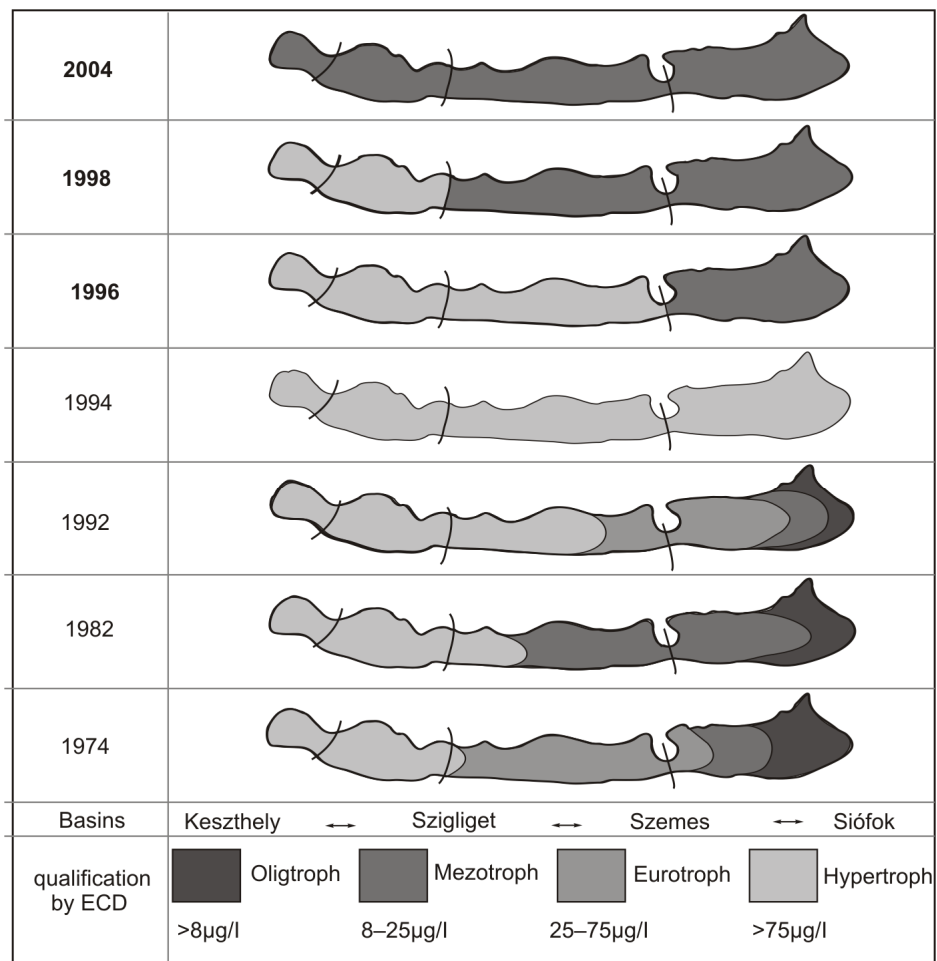 2004
1998
1996
1994
1992
1982
1974
Basins Keszthely ↔ Szigliget ↔ Szemes ↔ Siófok
qualification by ECD
Oligtroph Mezotroph Eurotroph Hypertroph
>8µg/l 8–25µg/l 25–75µg/l >75µg/l